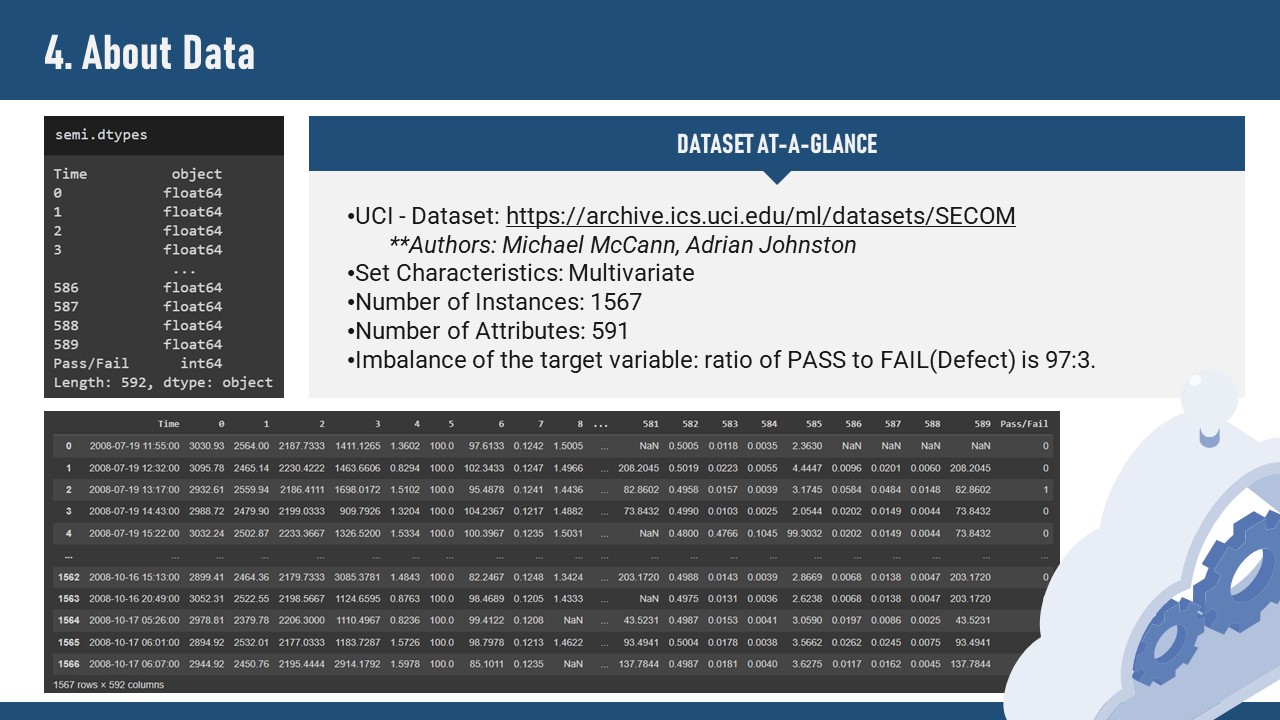 4. About Data
semi.dtypes
Time object
0 float64
1 float64
2 float64
3 float64
...
586 float64
587 float64
588 float64
589 float64
Pass/Fail int64
Length: 592, dtype: object
DATASET AT-A-GLANCE
•UCI - Dataset: https://archive.ics.uci.edu/ml/datasets/SECOM
**Authors: Michael McCann, Adrian Johnston
•Set Characteristics: Multivariate
•Number of Instances: 1567
•Number of Attributes: 591
•Imbalance of the target variable: ratio of PASS to FAIL(Defect) is 97:3.
Time 0 1 2 3 4 5 6 7 8 ... 581 582 583 584 585 586 587 588 589 Pass/Fail
0 2008-07-19 11:55:00 3030.93 2564.00 2187.7333 1411.1265 1.3602 100.0 97.6133 0.1242 1.5005 ... NaN 0.5005 0.0118 0.0035 2.3630 NaN NaN NaN NaN 0
1 2008-07-19 12:32:00 3095.78 2465.14 2230.4222 1463.6606 0.8294 100.0 102.3433 0.1247 1.4966 ... 208.2045 0.5019 0.0223 0.0055 4.4447 0.0096 0.0201 0.0060 208.2045 0
2 2008-07-19 13:17:00 2932.61 2559.94 2186.4111 1698.0172 1.5102 100.0 95.4878 0.1241 1.4436 ... 82.8602 0.4958 0.0157 0.0039 3.1745 0.0584 0.0484 0.0148 82.8602 1
3 2008-07-19 14:43:00 2988.72 2479.90 2199.0333 909.7926 1.3204 100.0 104.2367 0.1217 1.4882 ... 73.8432 0.4990 0.0103 0.0025 2.0544 0.0202 0.0149 0.0044 73.8432 0
4 2008-07-19 15:22:00 3032.24 2502.87 2233.3667 1326.5200 1.5334 100.0 100.3967 0.1235 1.5031 ... NaN 0.4800 0.4766 0.1045 99.3032 0.0202 0.0149 0.0044 73.8432 0
... ... ... ... ... ... ... ... ... ... ... ... ... ... ... ... ... ... ... ... ... ...
1562 2008-10-16 15:13:00 2899.41 2464.36 2179.7333 3085.3781 1.4843 100.0 82.2467 0.1248 1.3424 ... 203.1720 0.4988 0.0143 0.0039 2.8669 0.0068 0.0138 0.0047 203.1720 0
1563 2008-10-16 20:49:00 3052.31 2522.55 2198.5667 1124.6595 0.8763 100.0 98.4689 0.1205 1.4333 ... NaN 0.4975 0.0131 0.0036 2.6238 0.0068 0.0138 0.0047 203.1720
1564 2008-10-17 05:26:00 2978.81 2379.78 2206.3000 1110.4967 0.8236 100.0 99.4122 0.1208 NaN ... 43.5231 0.4987 0.0153 0.0041 3.0590 0.0197 0.0086 0.0025 43.5231
1565 2008-10-17 06:01:00 2894.92 2532.01 2177.0333 1183.7287 1.5726 100.0 98.7978 0.1213 1.4622 ... 93.4941 0.5004 0.0178 0.0038 3.5662 0.0262 0.0245 0.0075 93.4941
1566 2008-10-17 06:07:00 2944.92 2450.76 2195.4444 2914.1792 1.5978 100.0 85.1011 0.1235 NaN ... 137.7844 0.4987 0.0181 0.0040 3.6275 0.0117 0.0162 0.0045 137.7844
1567 rows × 592 columns